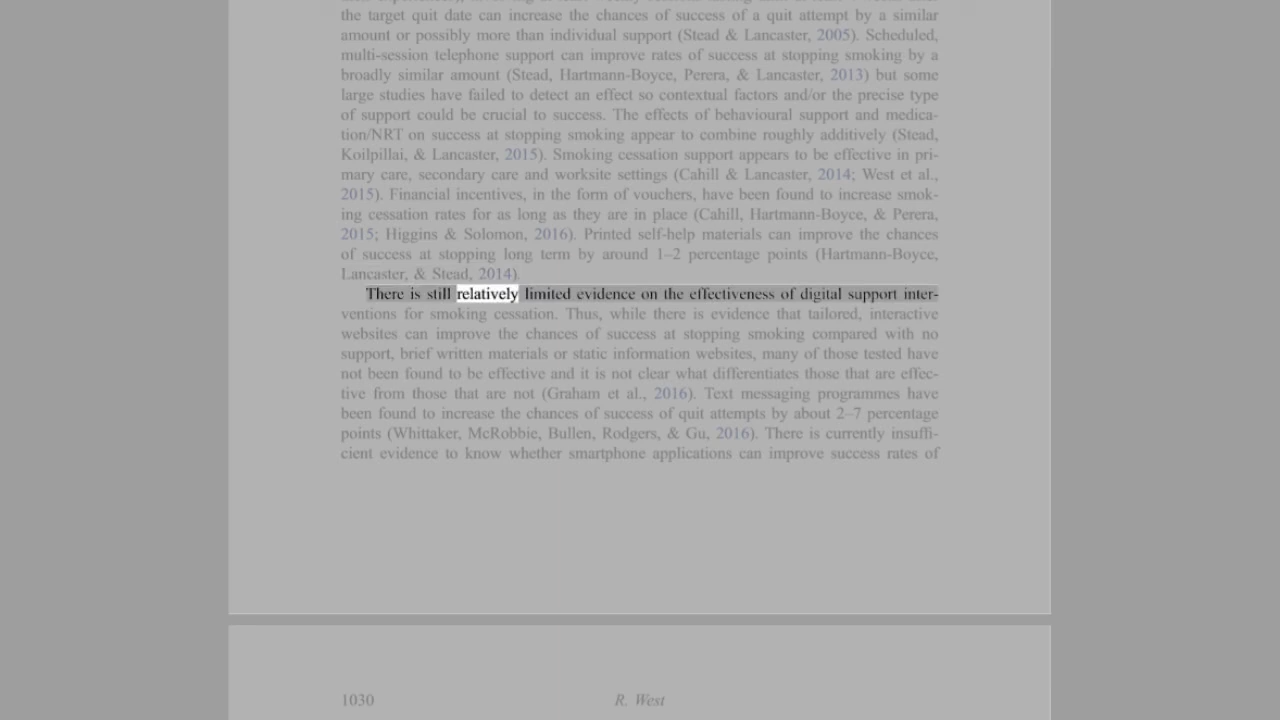 the target quit date can increase the chances of success of a quit attempt by a similar
amount or possibly more than individual support (Stead & Lancaster, 2005). Scheduled,
multi-session telephone support can improve rates of success at stopping smoking by a
broadly similar amount (Stead, Hartmann-Boyce, Perera, & Lancaster, 2013) but some
large studies have failed to detect an effect so contextual factors and/or the precise type
of support could be crucial to success. The effects of behavioural support and medica-
tion/NRT on success at stopping smoking appear to combine roughly additively (Stead,
Koilpillai, & Lancaster, 2015). Smoking cessation support appears to be effective in pri-
mary care, secondary care and worksite settings (Cahill & Lancaster, 2014; West et al.,
2015). Financial incentives, in the form of vouchers, have been found to increase smok-
ing cessation rates for as long as they are in place (Cahill, Hartmann-Boyce, & Perera,
2015; Higgins & Solomon, 2016). Printed self-help materials can improve the chances
of success at stopping long term by around 1–2 percentage points (Hartmann-Boyce,
Lancaster, & Stead, 2014).
There is still relatively limited evidence on the effectiveness of digital support inter-
ventions for smoking cessation. Thus, while there is evidence that tailored, interactive
websites can improve the chances of success at stopping smoking compared with no
support, brief written materials or static information websites, many of those tested have
not been found to be effective and it is not clear what differentiates those that are effec-
tive from those that are not (Graham et al., 2016). Text messaging programmes have
been found to increase the chances of success of quit attempts by about 2–7 percentage
points (Whittaker, McRobbie, Bullen, Rodgers, & Gu, 2016). There is currently insuffi-
cient evidence to know whether smartphone applications can improve success rates of
1030 R. West